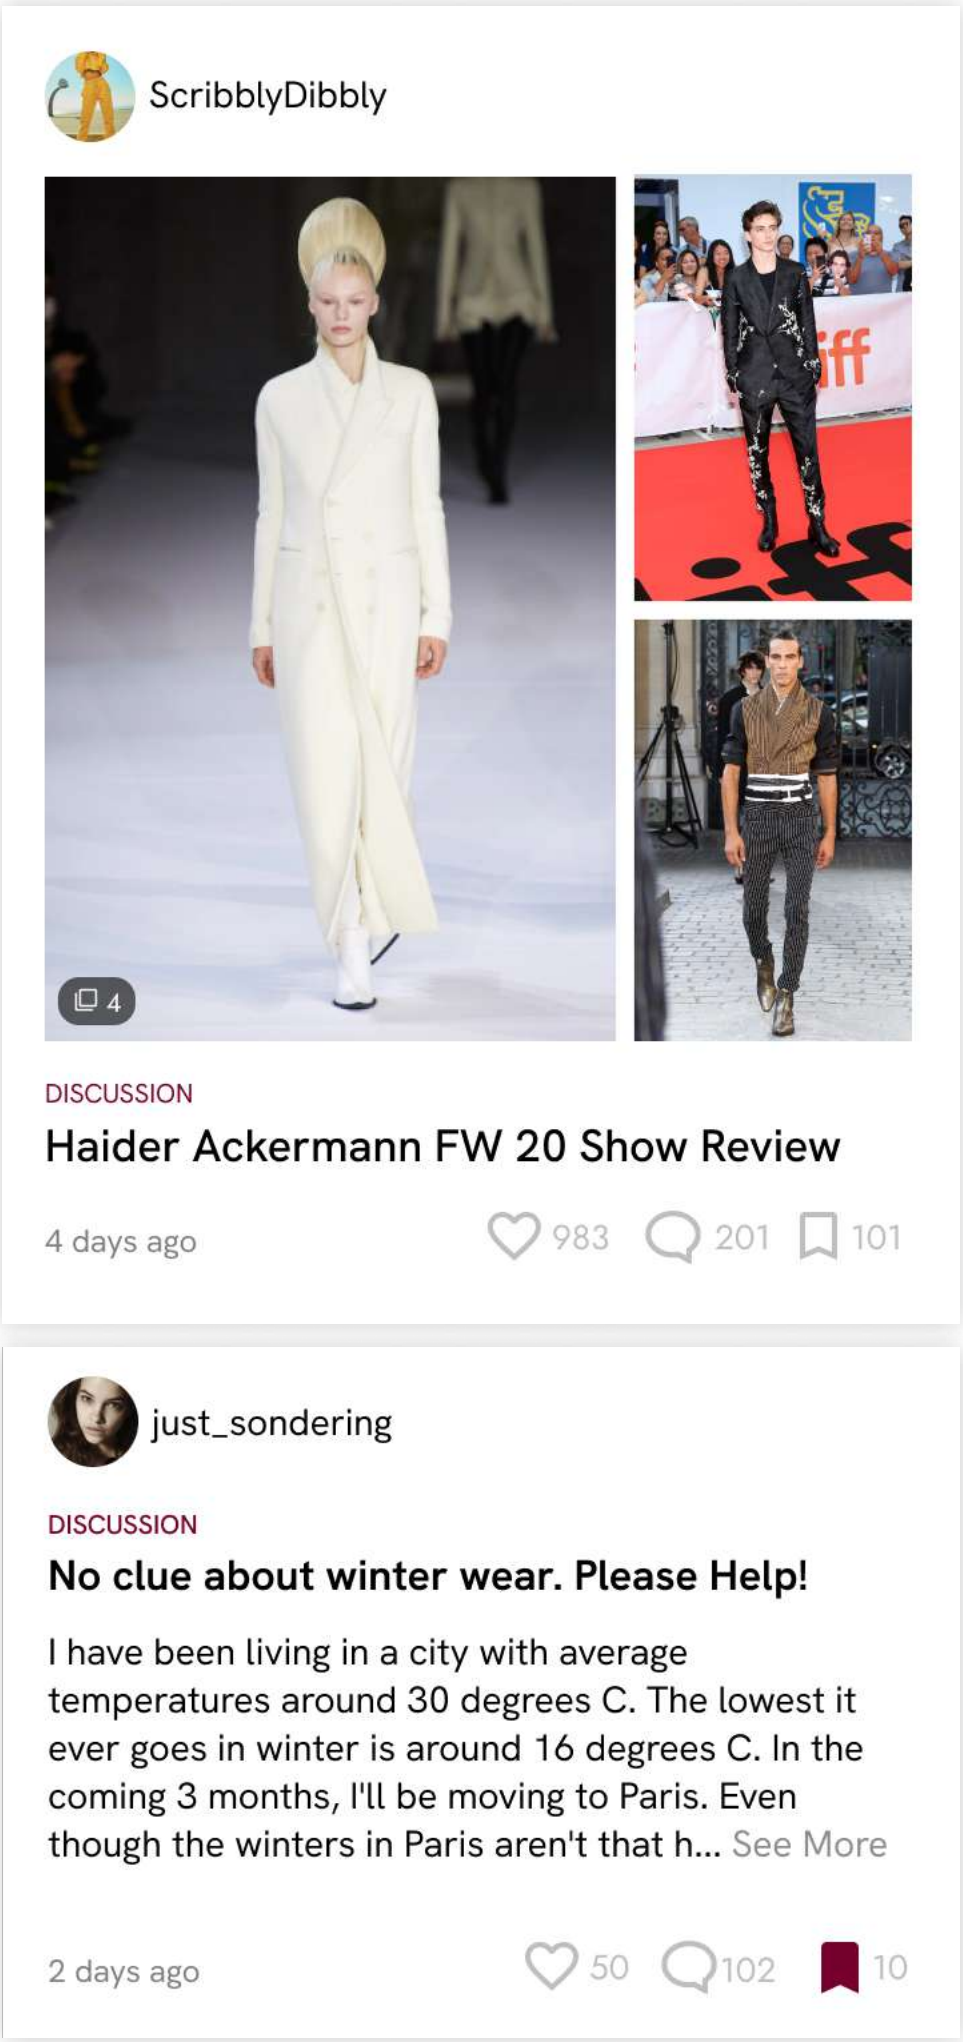 ScribblyDibbly
iff
iff
4
DISCUSSION
Haider Ackermann FW 20 Show Review
4 days ago
983
201
101
just_sondering
DISCUSSION
No clue about winter wear. Please Help!
I have been living in a city with average
temperatures around 30 degrees C. The lowest it
ever goes in winter is around 16 degrees C. In the
coming 3 months, I'll be moving to Paris. Even
though the winters in Paris aren't that h... See More
2 days ago
50
102
10